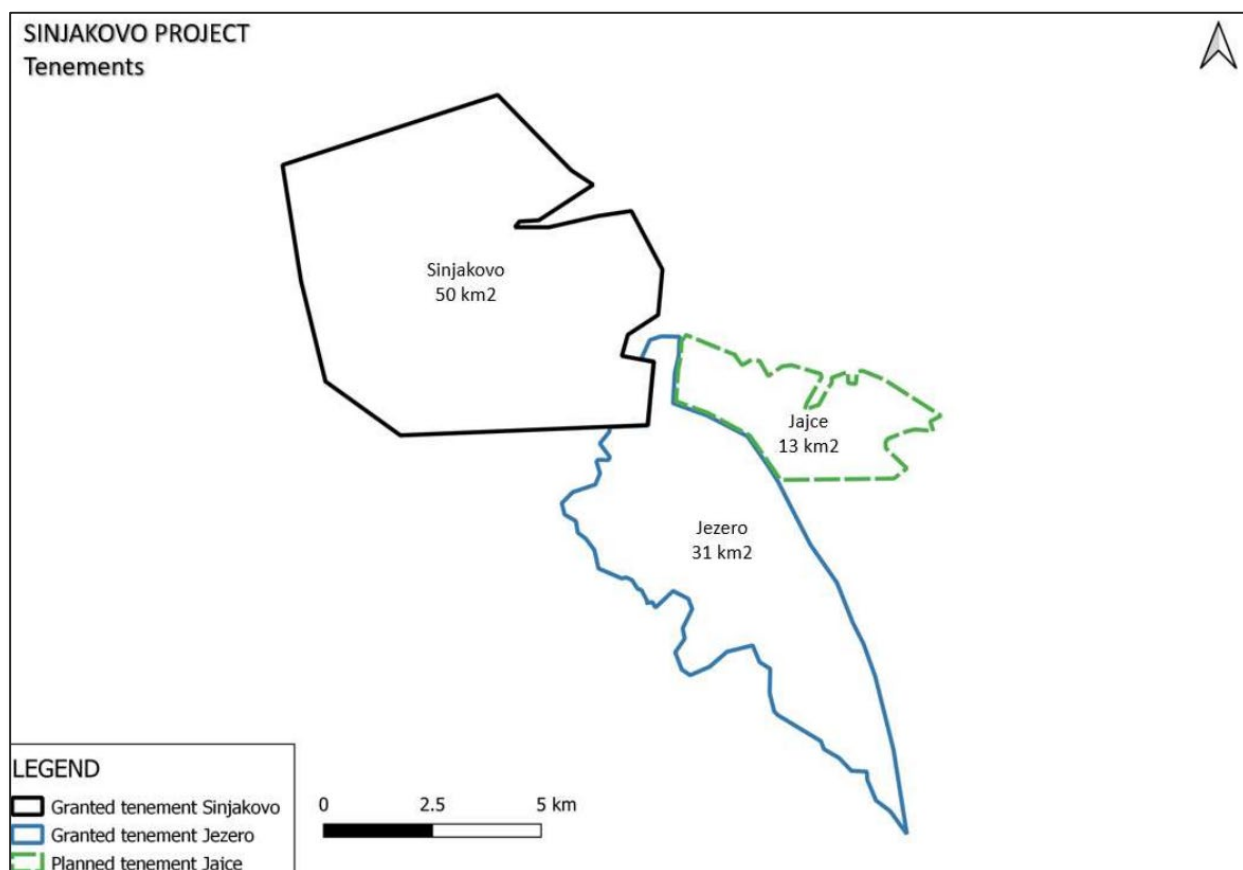 SINJAKOVO PROJECT
Tenements
Sinjakovo
50 km2
Jajce
13 km2
Jezero
31 km2
LEGEND
Granted tenement Sinjakovo
Granted tenement Jezero
Planned tenement Jajce
0 2.5 5 km